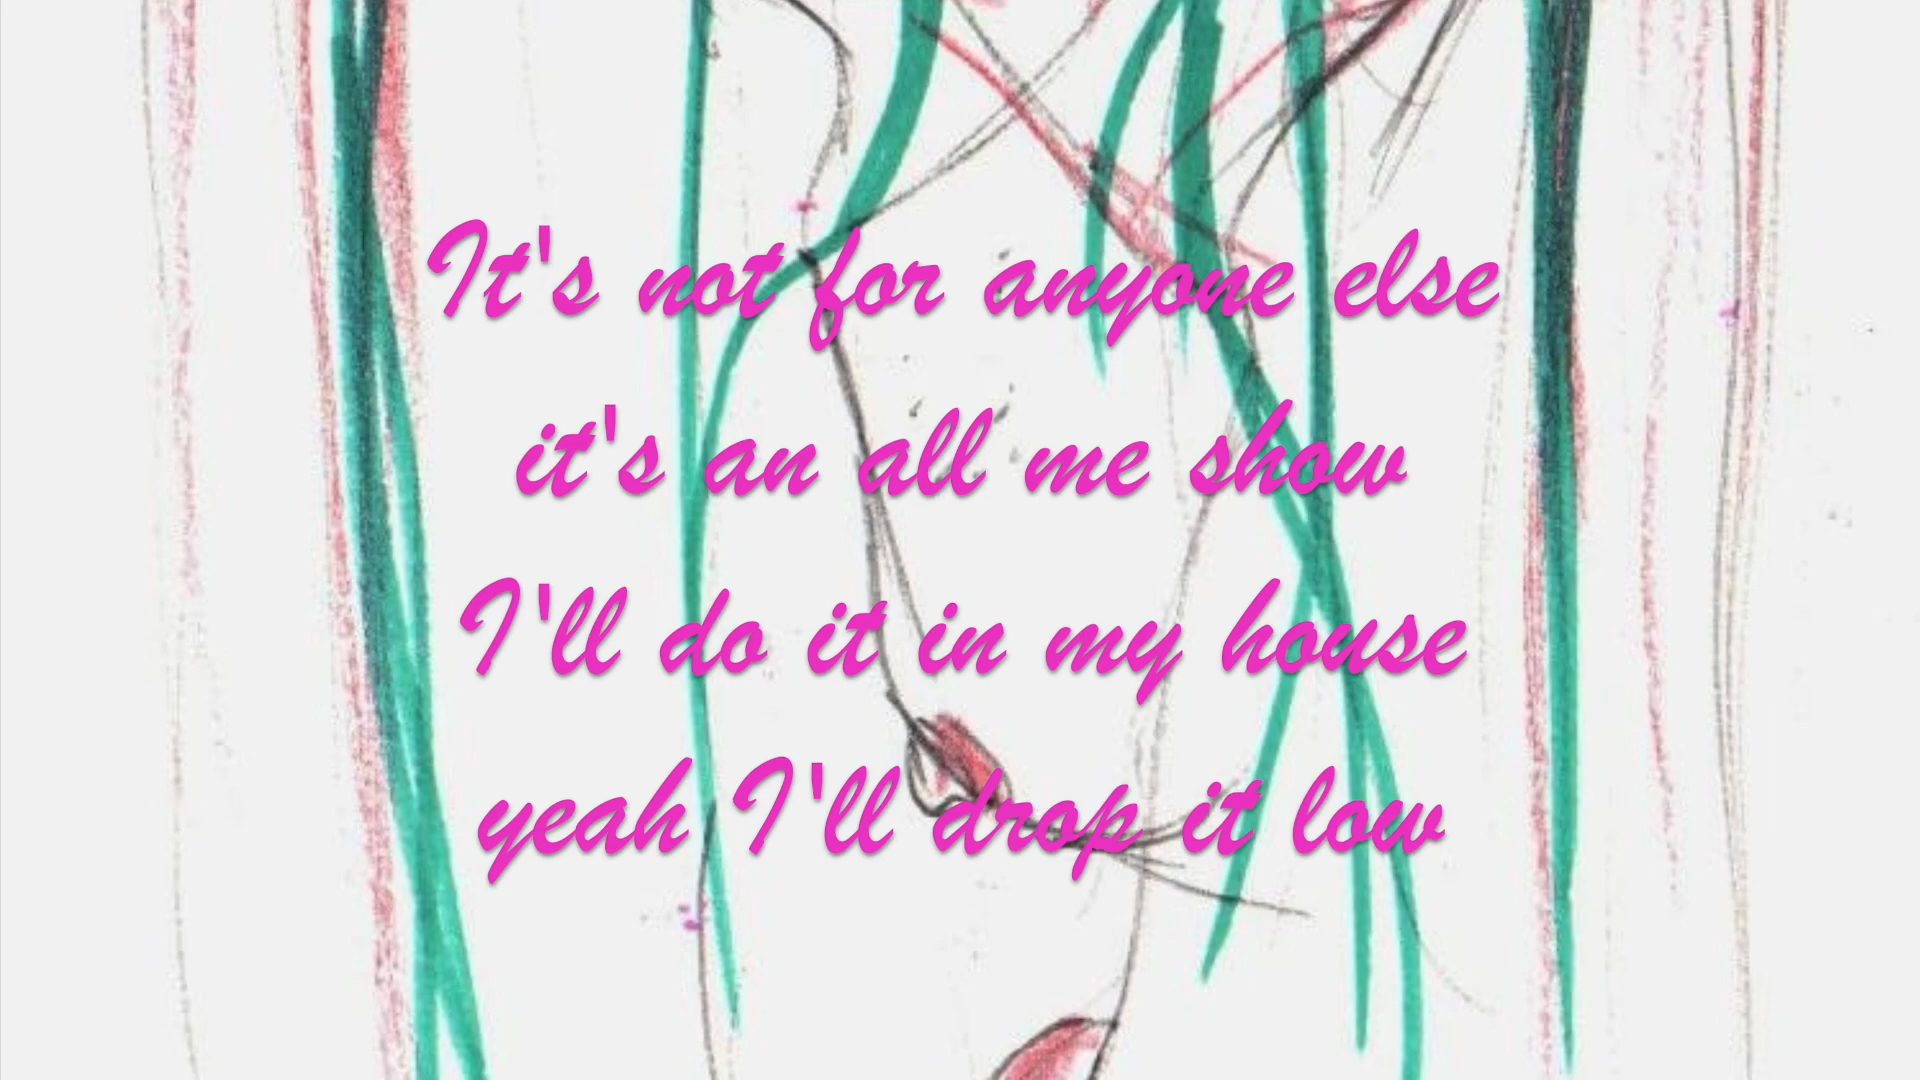 It's not for anyone else
it's an all me show
I'll do it in my house
yeah I'll drop it low